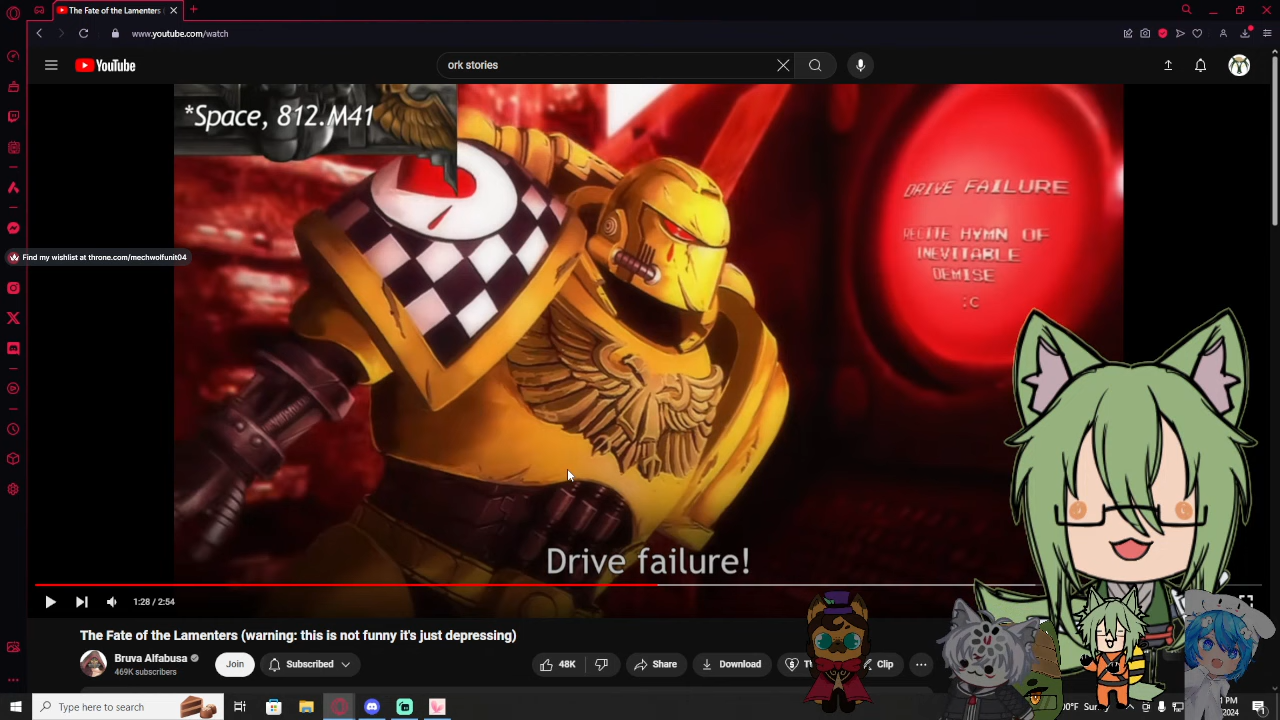 The Fate of the Lamenters
www.youtube.com/watch
YouTube
ork stories
*Space, 812.M41
DRIVE FAILURE
RECITE HYMN OF
INEVITABLE
DEMISE
:C
Find my wishlist at throne.com/mechwolfunit04
Drive failure!
1:28 / 2:54
The Fate of the Lamenters (warning: this is not funny it's just depressing)
Bruva Alfabusa
469K subscribers
Join
Subscribed
48K
Share
Download
Clip
Type here to search